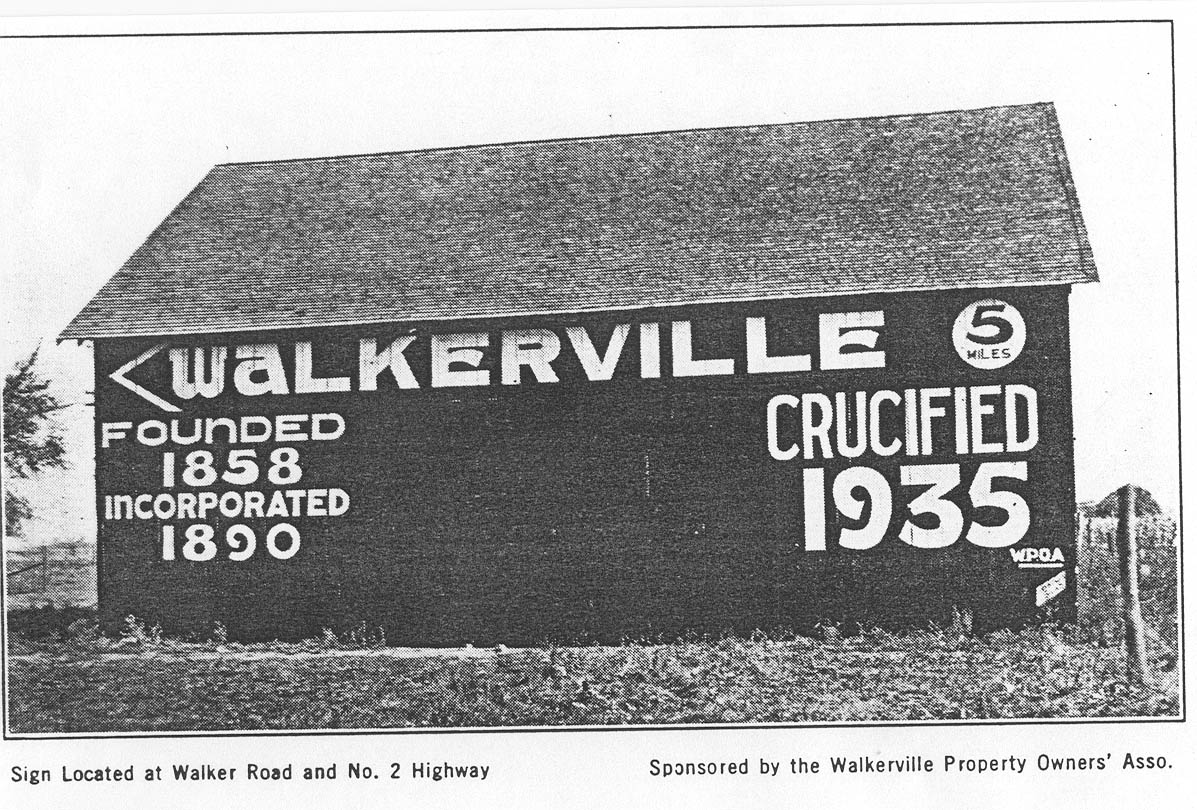 WALKERVILLE
5
MILES
FOUNDED
1858
INCORPORATED
1890
CRUCIFIED
1935
WPOA
Sign Located at Walker Road and No. 2 Highway
Sponsored by the Walkerville Property Owners' Asso.